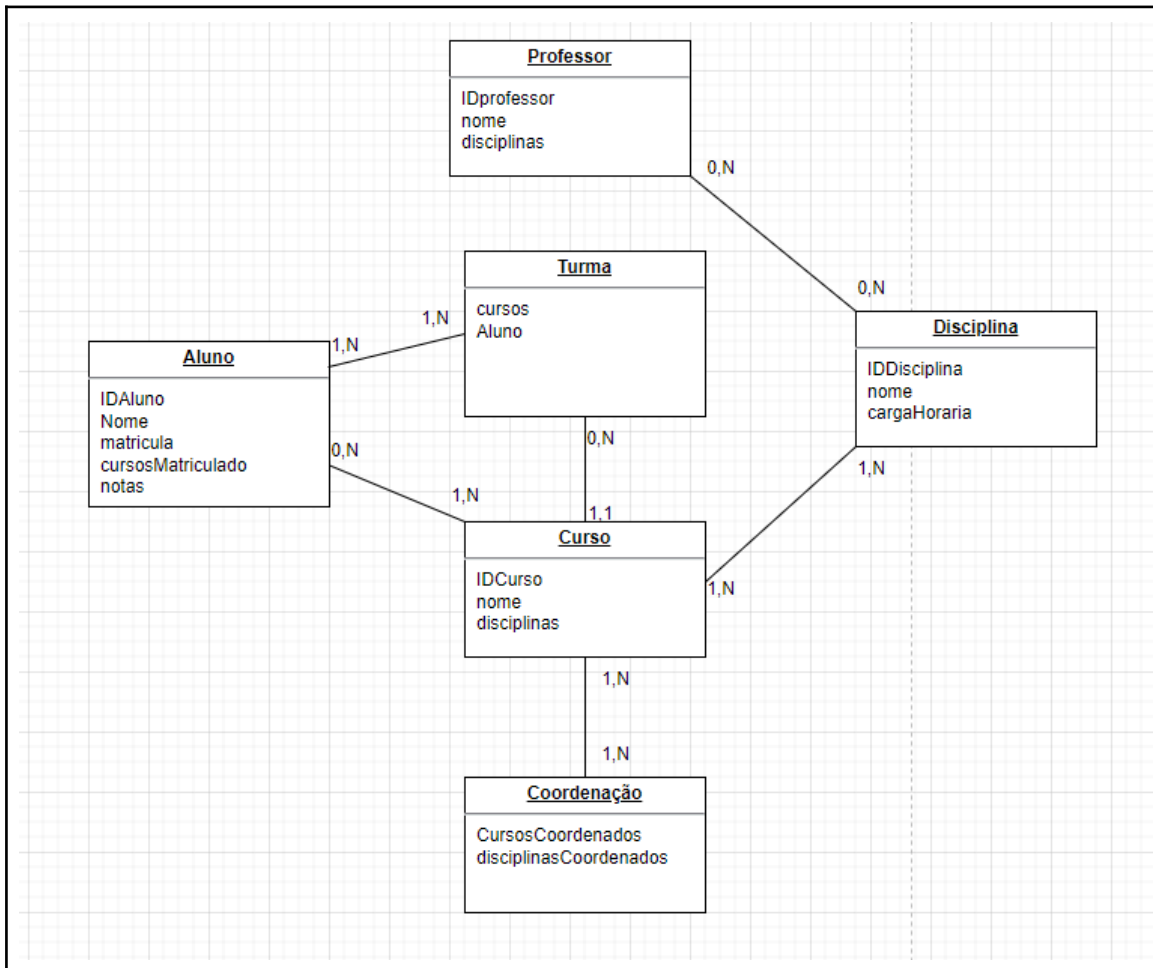 Professor
IDprofessor
nome
disciplinas
0,N
0,N
Turma
cursos
Aluno
1,N
1,N
Aluno
IDAluno
Nome
matricula
cursosMatriculado
notas
Disciplina
IDDisciplina
nome
cargaHoraria
0,N
0,N
1,N
1,N
1,1
Curso
IDCurso
nome
disciplinas
1,N
1,N
1,N
Coordenação
CursosCoordenados
disciplinasCoordenados